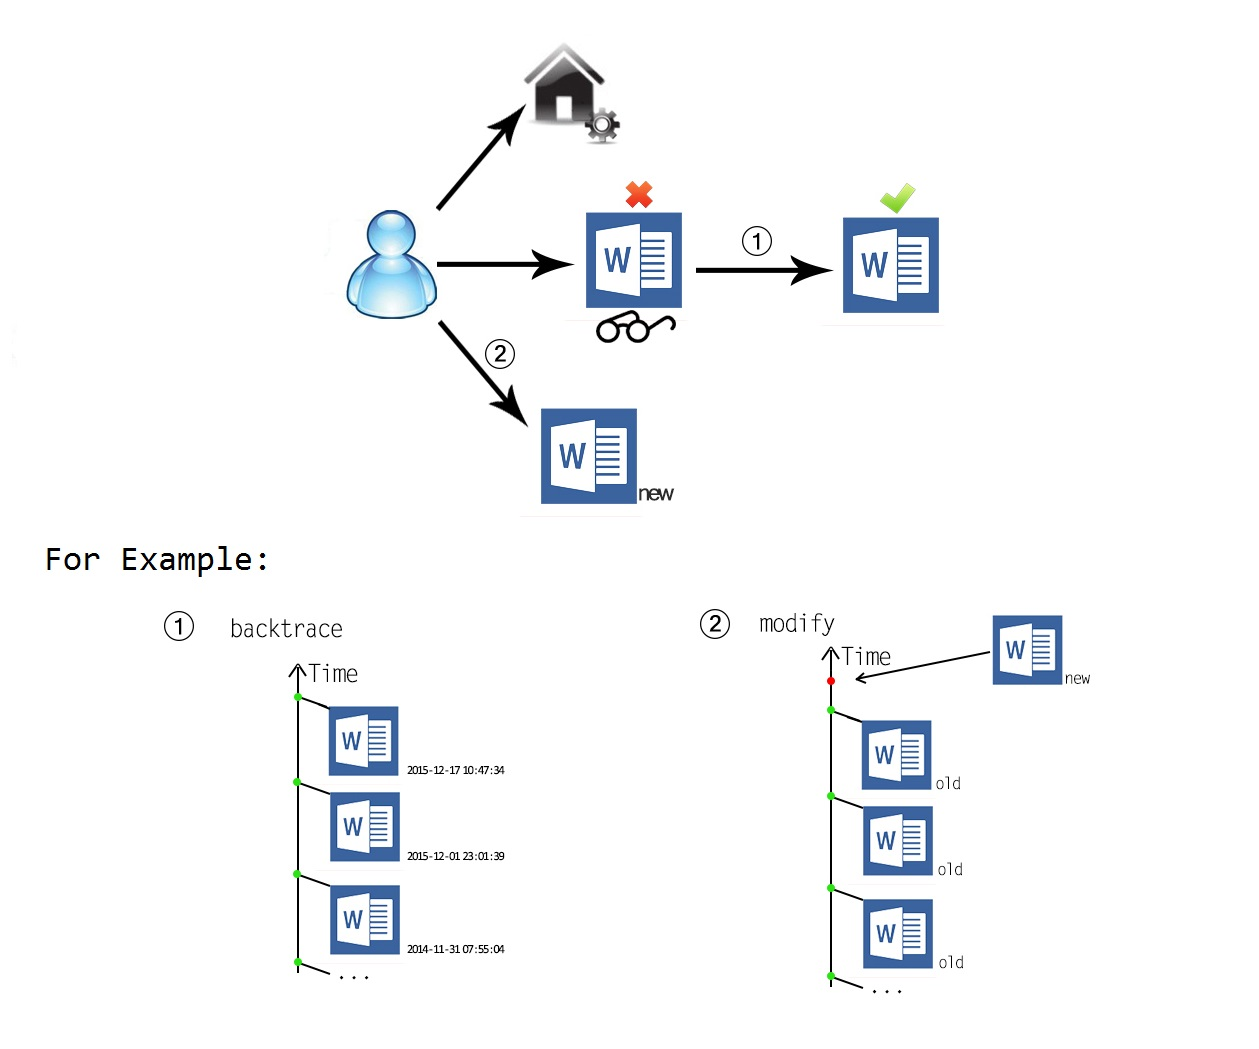 W
①
W
②
W
new
For Example:
① backtrace
Time
W
2015-12-17 10:47:34
W
2015-12-01 23:01:39
W
2014-11-31 07:55:04
...
② modify
Time
W
new
W
old
W
old
W
old
...